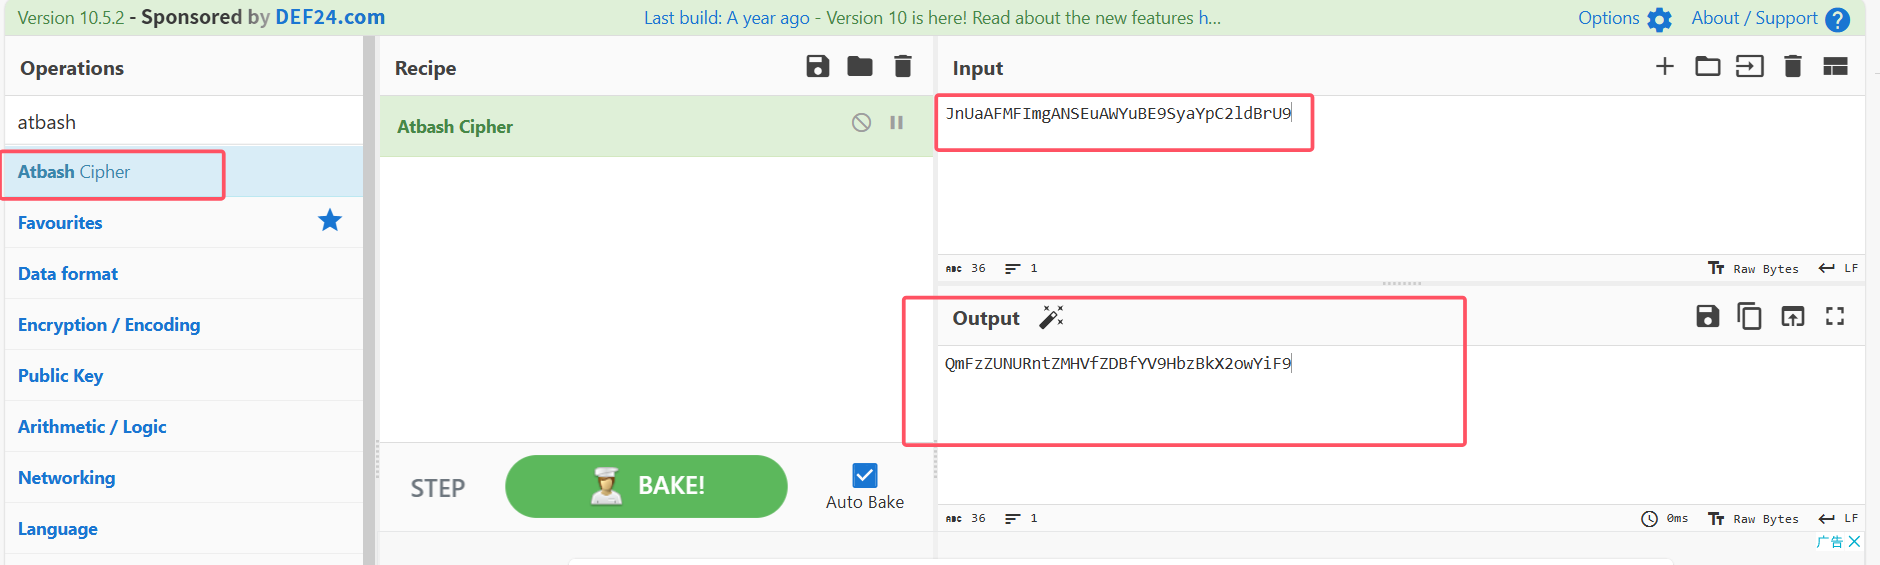 Version 10.5.2 - Sponsored by DEF24.com
Last build: A year ago - Version 10 is here! Read about the new features h...
Options
About / Support ?
Operations
atbash
Atbash Cipher
Favourites
Data format
Encryption / Encoding
Public Key
Arithmetic / Logic
Networking
Language
Recipe
Atbash Cipher
STEP
BAKE!
Auto Bake
Input
JnUaAFMFImgANSEuAWYuBE9SyaYpC2ldBrU9
ABC 36 1
Tт Raw Bytes LF
Output
QmFzZUNURntZMHVfZDBfYV9HbzBkX2owYiF9
ABC 36 1
0ms Tт Raw Bytes LF
广告